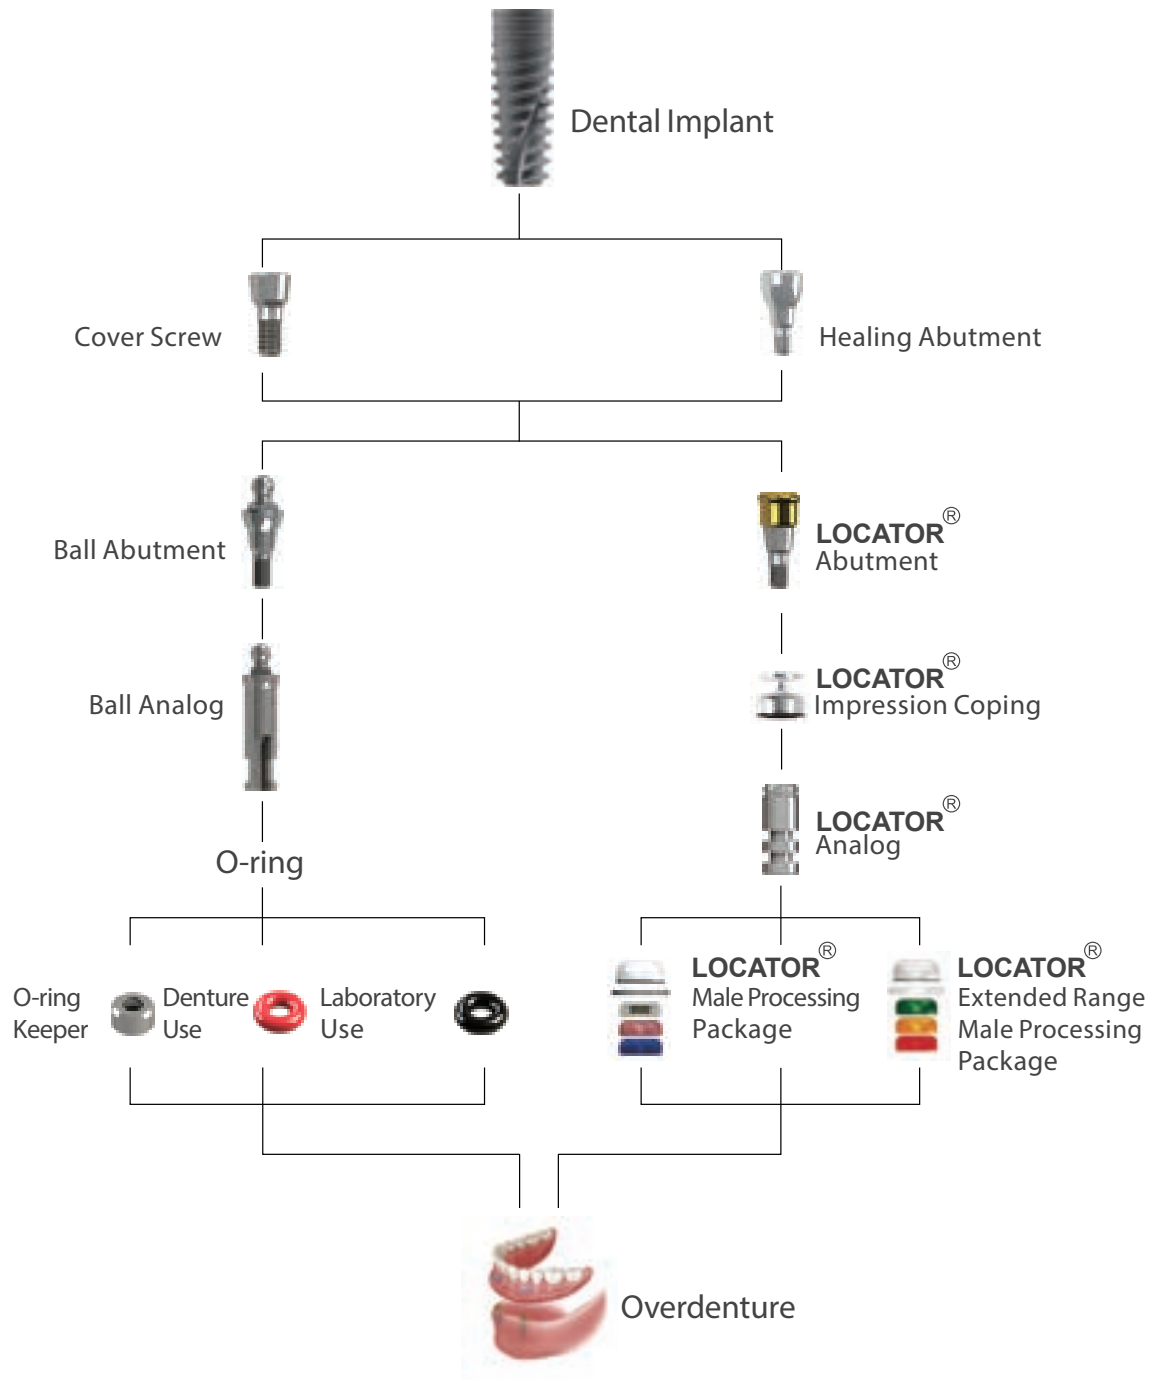 Dental Implant
Cover Screw
Healing Abutment
Ball Abutment
LOCATOR®
Abutment
Ball Analog
LOCATOR®
Impression Coping
LOCATOR®
Analog
O-ring
O-ring
Keeper
Denture
Use
Laboratory
Use
LOCATOR®
Male Processing
Package
LOCATOR®
Extended Range
Male Processing
Package
Overdenture